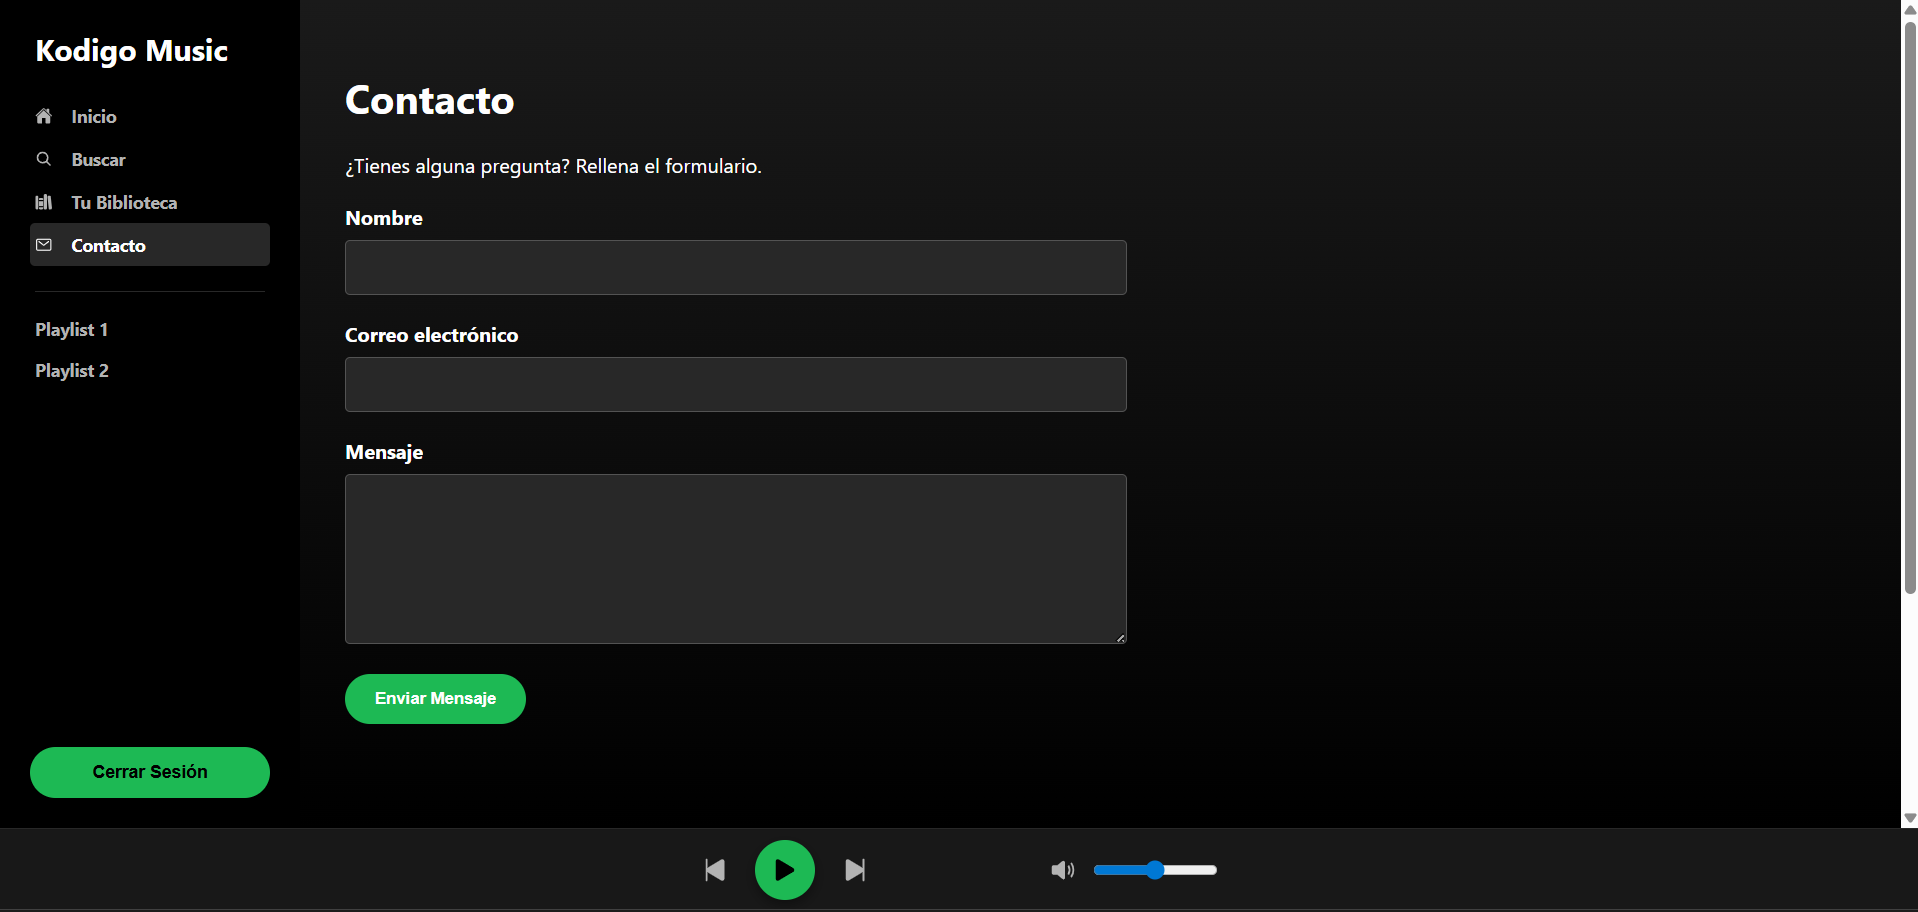 Kodigo Music
Inicio
Buscar
Tu Biblioteca
Contacto
Playlist 1
Playlist 2
Cerrar Sesión
Contacto
¿Tienes alguna pregunta? Rellena el formulario.
Nombre
Correo electrónico
Mensaje
Enviar Mensaje